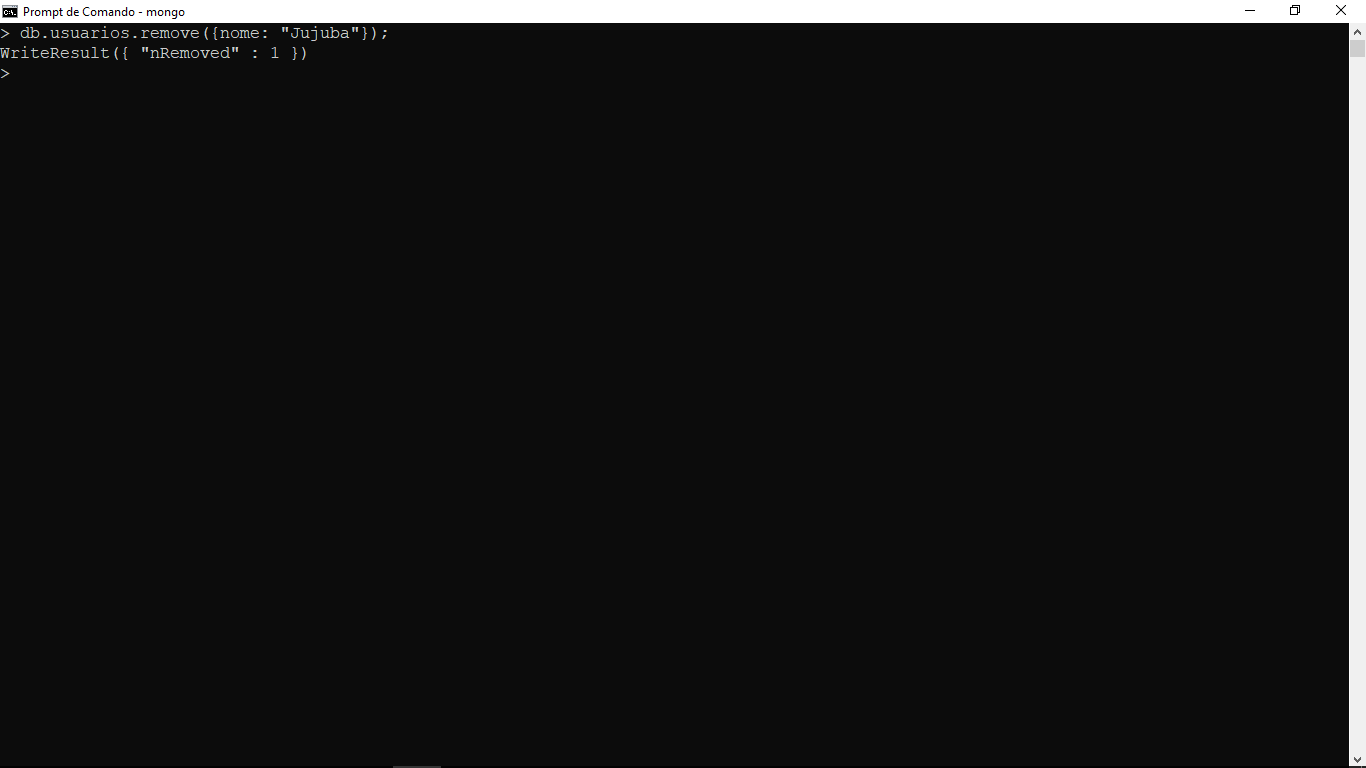 Prompt de Comando - mongo
> db.usuarios.remove({nome: "Jujuba"});
WriteResult({ "nRemoved" : 1 })
>